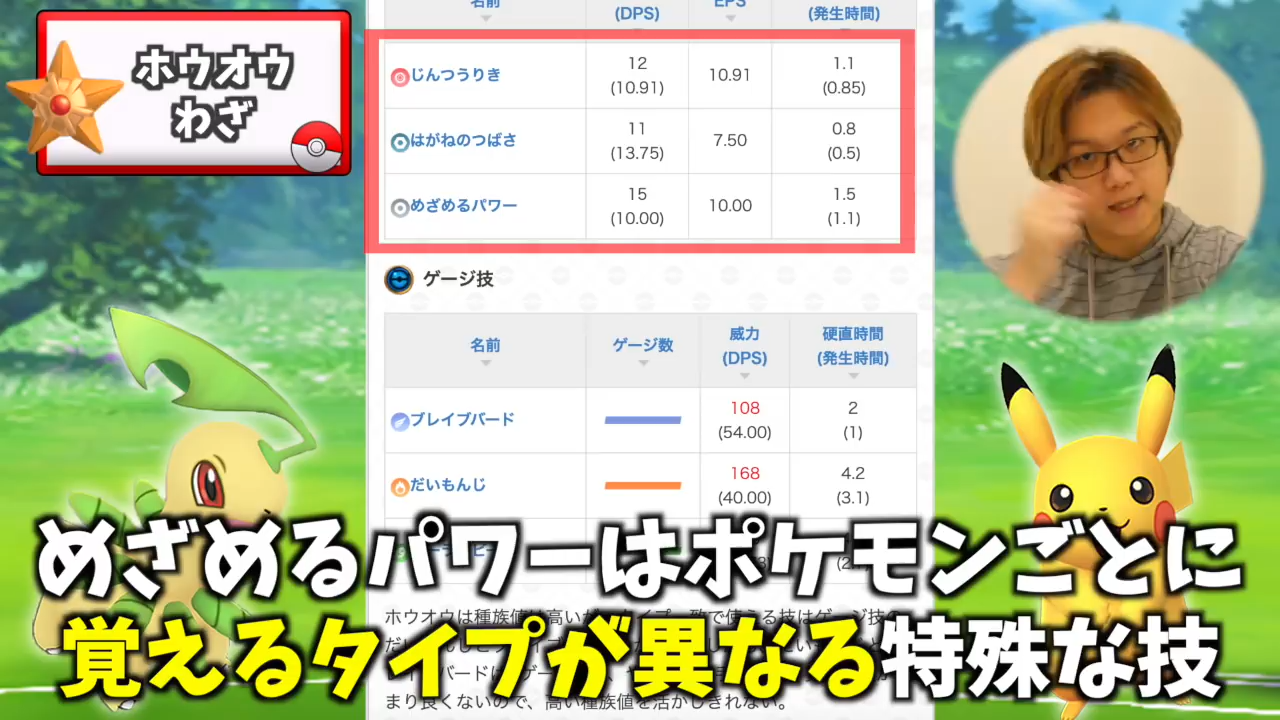 ホウオウ
わざ
名前
(DPS)
EPS
(発生時間)
じんつうりき
12
(10.91)
10.91
1.1
(0.85)
はがねのつばさ
11
(13.75)
7.50
0.8
(0.5)
めざめるパワー
15
(10.00)
10.00
1.5
(1.1)
ゲージ技
名前
ゲージ数
威力
(DPS)
硬直時間
(発生時間)
ブレイブバード
108
(54.00)
2
(1)
だいもんじ
168
(40.00)
4.2
(3.1)
めざめるパワーはポケモンごとに
覚えるタイプが異なる特殊な技
ホウオウは種族値は高いが
まり良くないので、高い種族値を活かしきれない。